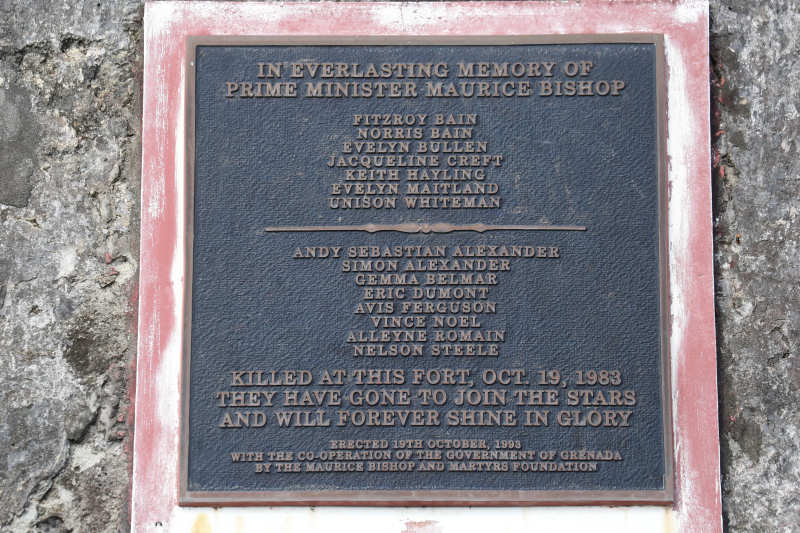 IN EVERLASTING MEMORY OF
PRIME MINISTER MAURICE BISHOP
FITZROY BAIN
NORRIS BAIN
EVELYN BULLEN
JACQUELINE CREFT
KEITH HAYLING
EVELYN MAITLAND
UNISON WHITEMAN
ANDY SEBASTIAN ALEXANDER
SIMON ALEXANDER
GEMMA BELMAR
ERIC DUMONT
AVIS FERGUSON
VINCE NOEL
ALLEYNE ROMAIN
NELSON STEELE
KILLED AT THIS FORT, OCT. 19, 1983
THEY HAVE GONE TO JOIN THE STARS
AND WILL FOREVER SHINE IN GLORY
ERECTED 19TH OCTOBER, 1993
WITH THE CO-OPERATION OF THE GOVERNMENT OF GRENADA
BY THE MAURICE BISHOP AND MARTYRS FOUNDATION